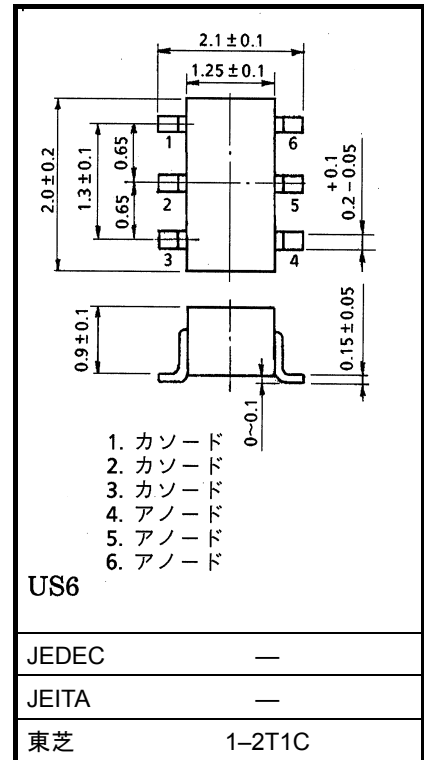 2.1±0.1
1.25±0.1
1
6
2
5
3
4
2.0±0.2
1.3±0.1
0.65
0.65
+0.1
0.2−0.05
0.9±0.1
0.15±0.05
0~0.1
1. カソード
2. カソード
3. カソード
4. アノード
5. アノード
6. アノード
US6
JEDEC —
JEITA —
東芝 1–2T1C